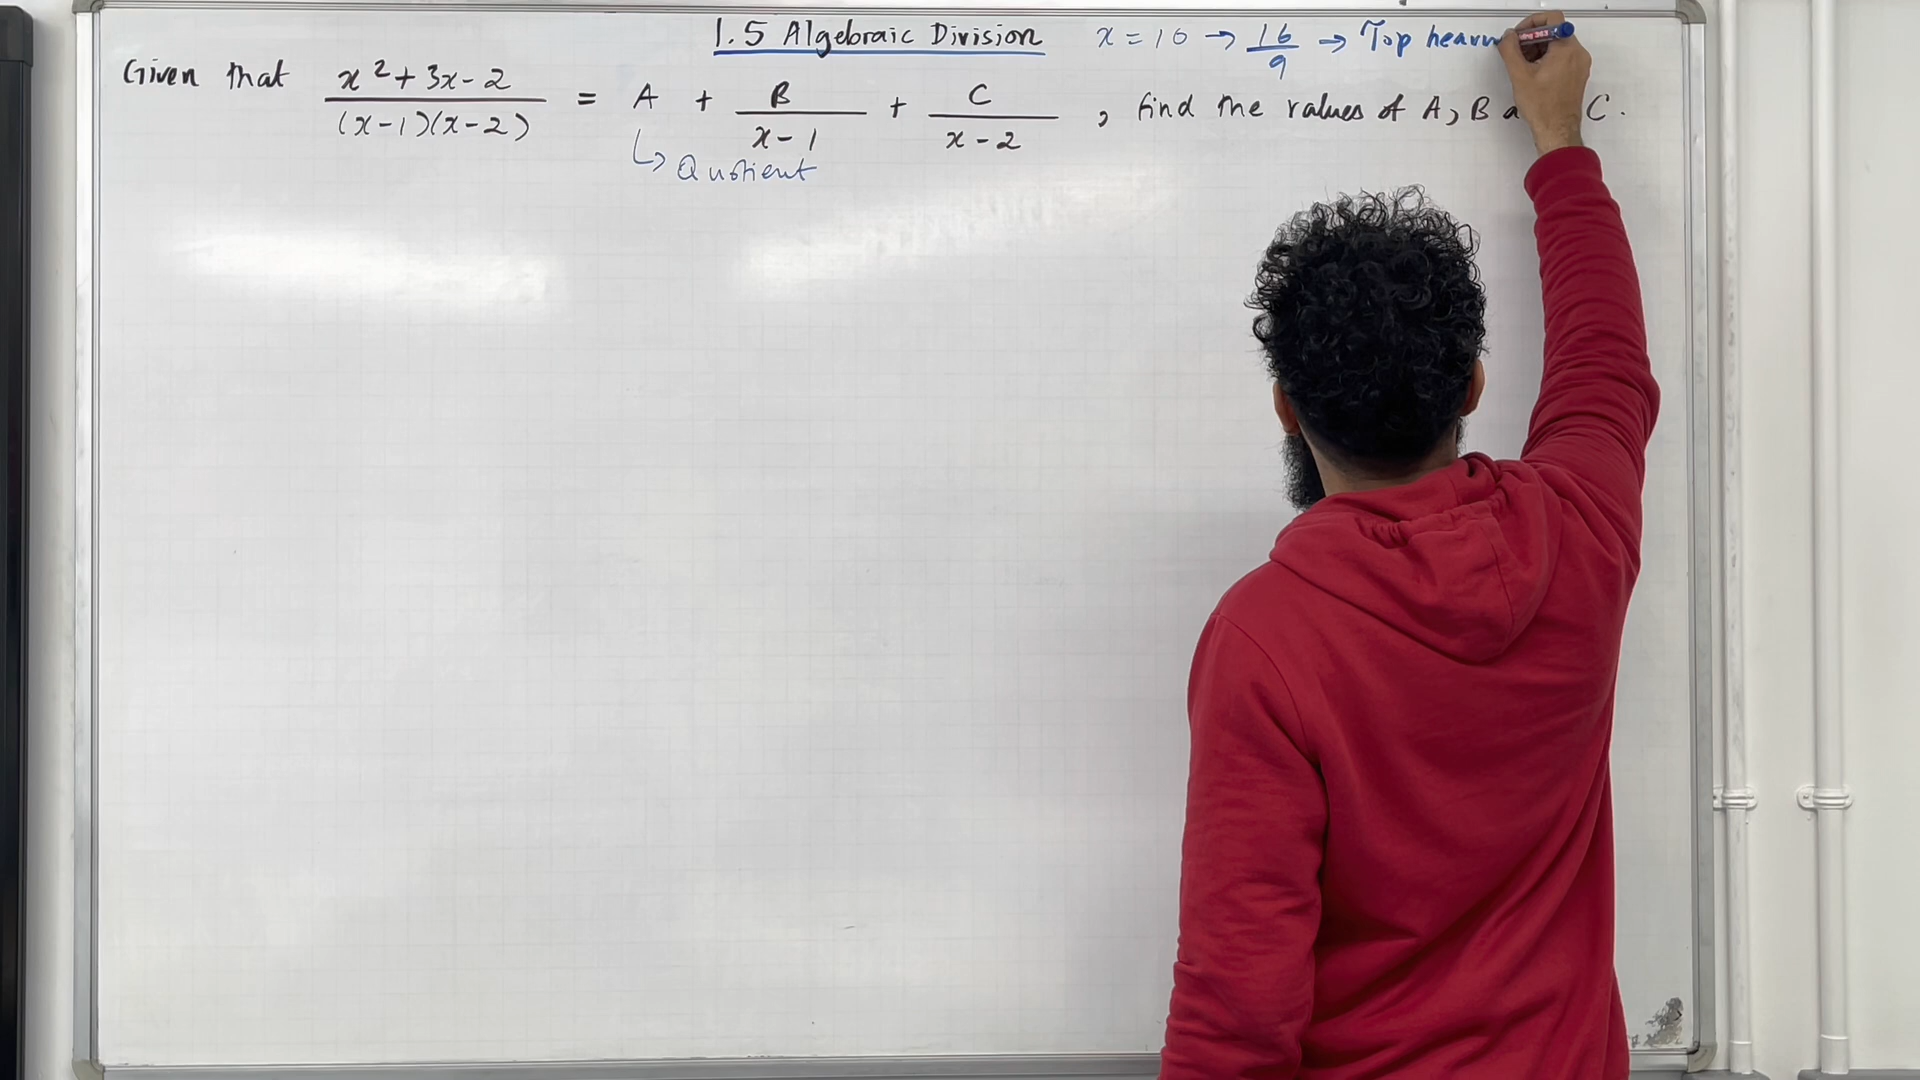 1.5 Algebraic Division x = 10 → 16/9 → Top heavy
Given that (x² + 3x - 2)/((x-1)(x-2)) = A + B/(x-1) + C/(x-2) , find the values of A, B C.
↳ Quotient